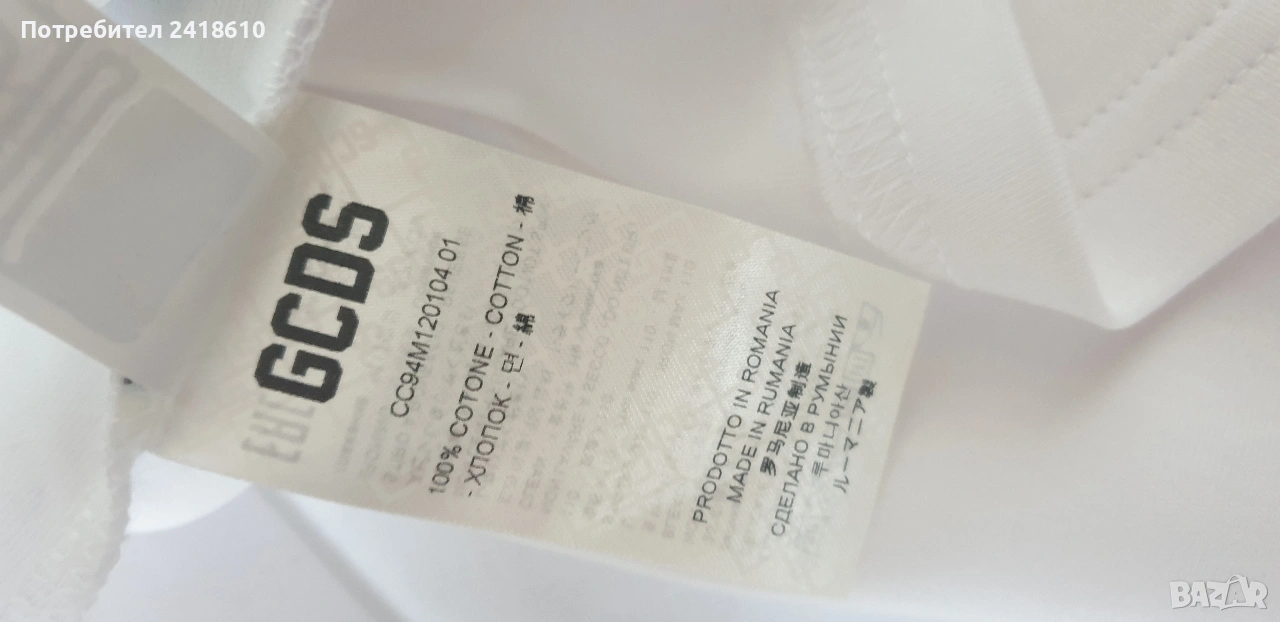 Потребител 2418610
GCDS
CC94M120104 01
100% COTONE - COTTON - 棉
- ХЛОПОК - 면 - 綿
PRODOTTO IN ROMANIA
MADE IN RUMANIA
罗马尼亚制造
СДЕЛАНО В РУМЫНИИ
루마니아산
ルーマニア製
BAZAR